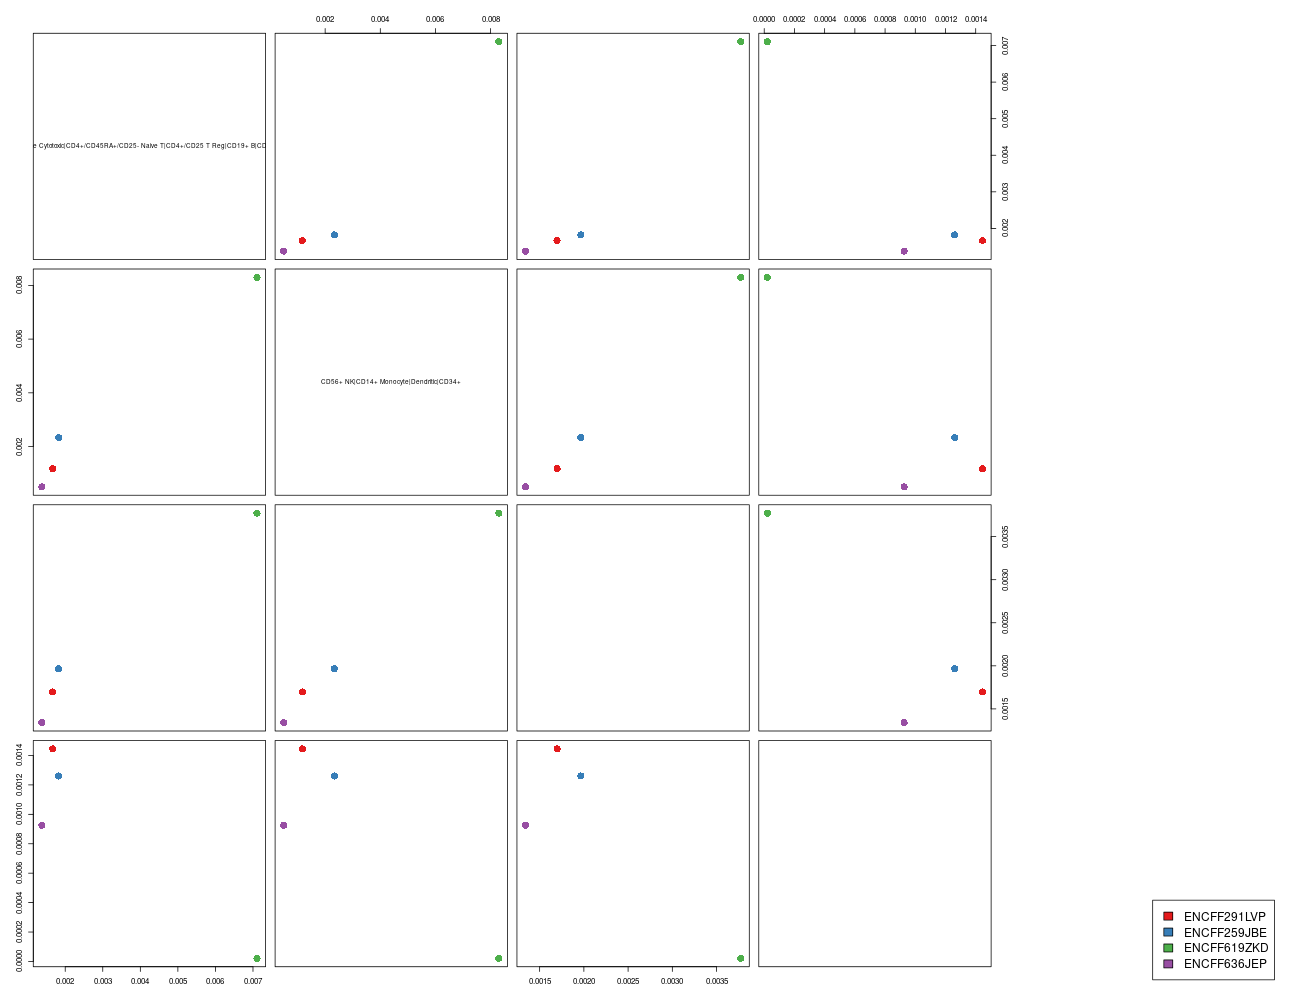 0.002 0.004 0.006 0.008
0.0000 0.0002 0.0004 0.0006 0.0008 0.0010 0.0012 0.0014
e Cytotoxic|CD4+/CD45RA+/CD25- Naive T|CD4+/CD25 T Reg|CD19+ B|CD
0.002 0.003 0.004 0.005 0.006 0.007
0.002 0.004 0.006 0.008
CD56+ NK|CD14+ Monocyte|Dendritic|CD34+
0.0015 0.0020 0.0025 0.0030 0.0035
0.0000 0.0002 0.0004 0.0006 0.0008 0.0010 0.0012 0.0014
0.002 0.003 0.004 0.005 0.006 0.007
0.0015 0.0020 0.0025 0.0030 0.0035
ENCFF291LVP
ENCFF259JBE
ENCFF619ZKD
ENCFF636JEP